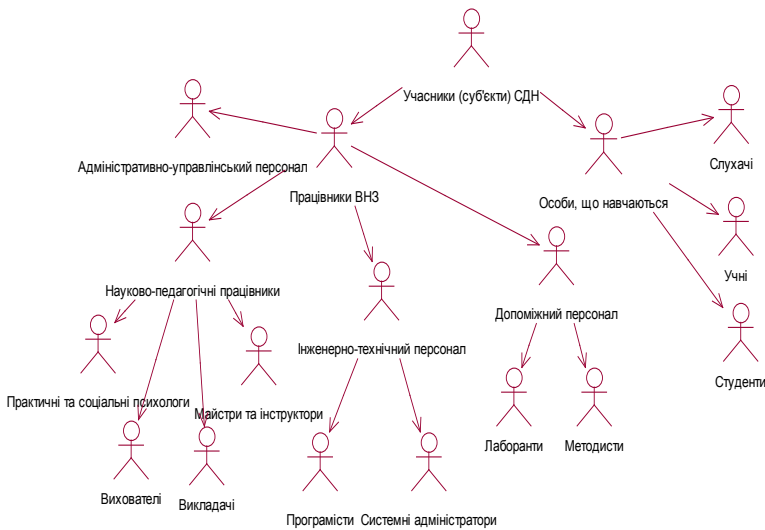 Учасники (суб'єкти) СДН
Адміністративно-управлінський персонал
Слухачі
Працівники ВНЗ
Особи, що навчаються
Учні
Науково-педагогічні працівники
Допоміжний персонал
Інженерно-технічний персонал
Студенти
Практичні та соціальні психологи
Майстри та інструктори
Лаборанти
Методисти
Вихователі
Викладачі
Програмісти
Системні адміністратори